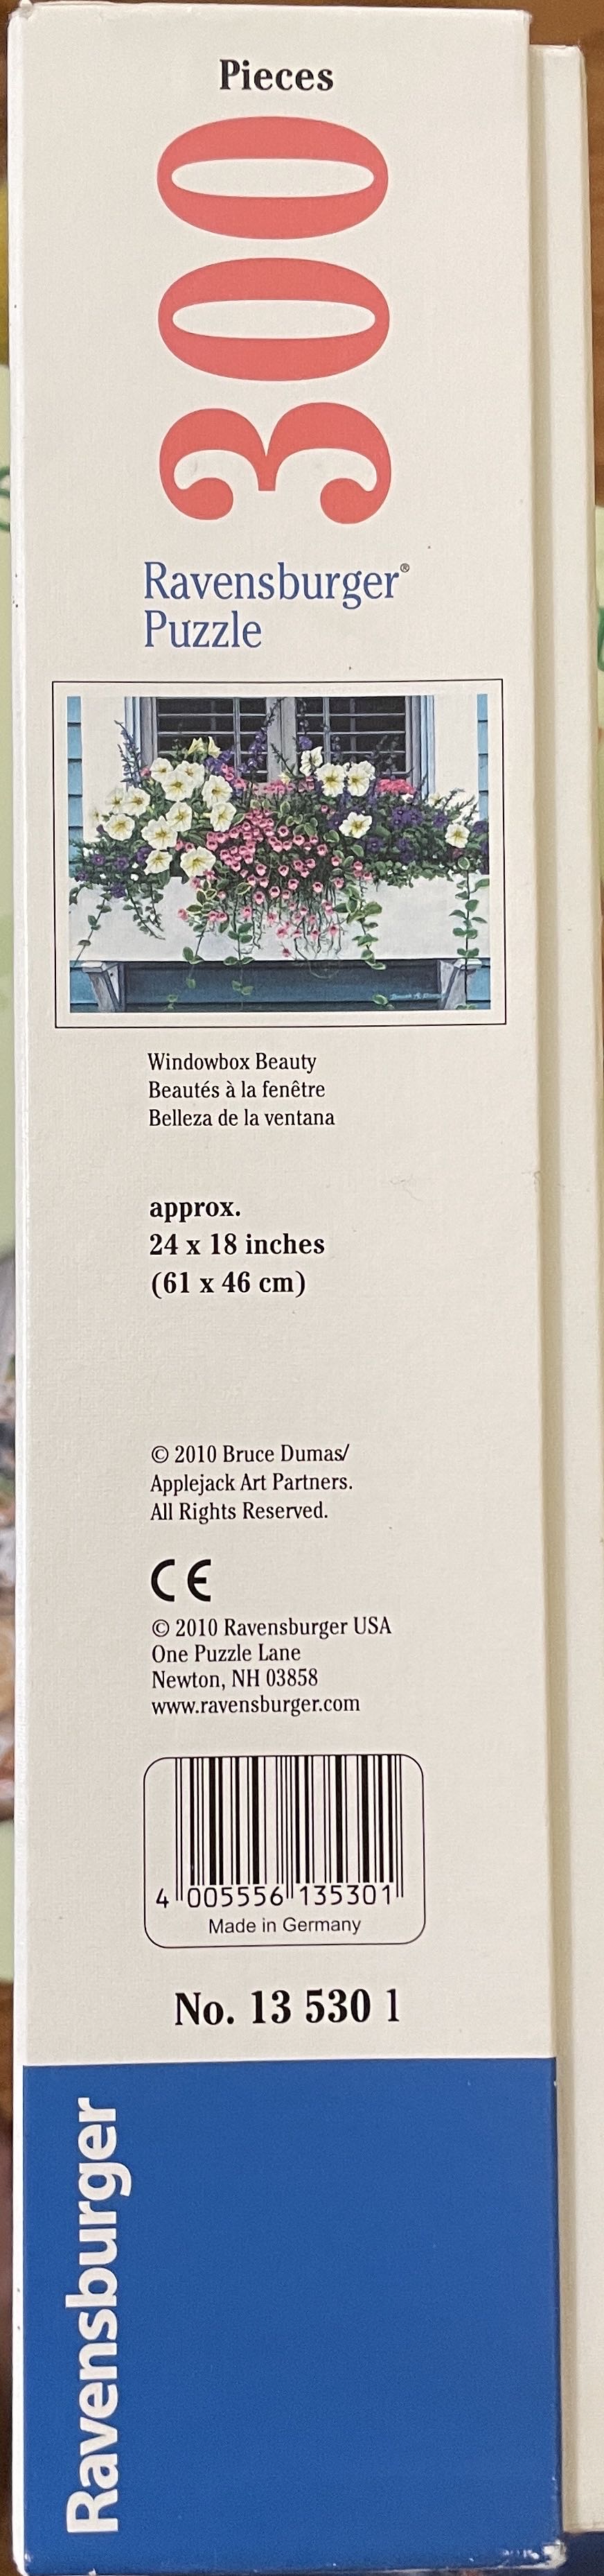 Pieces
300
Ravensburger®
Puzzle
Windowbox Beauty
Beautés à la fenêtre
Belleza de la ventana
approx.
24 x 18 inches
(61 x 46 cm)
© 2010 Bruce Dumas/
Applejack Art Partners.
All Rights Reserved.
CE
© 2010 Ravensburger USA
One Puzzle Lane
Newton, NH 03858
www.ravensburger.com
4 005556 135301
Made in Germany
No. 13 530 1
Ravensburger